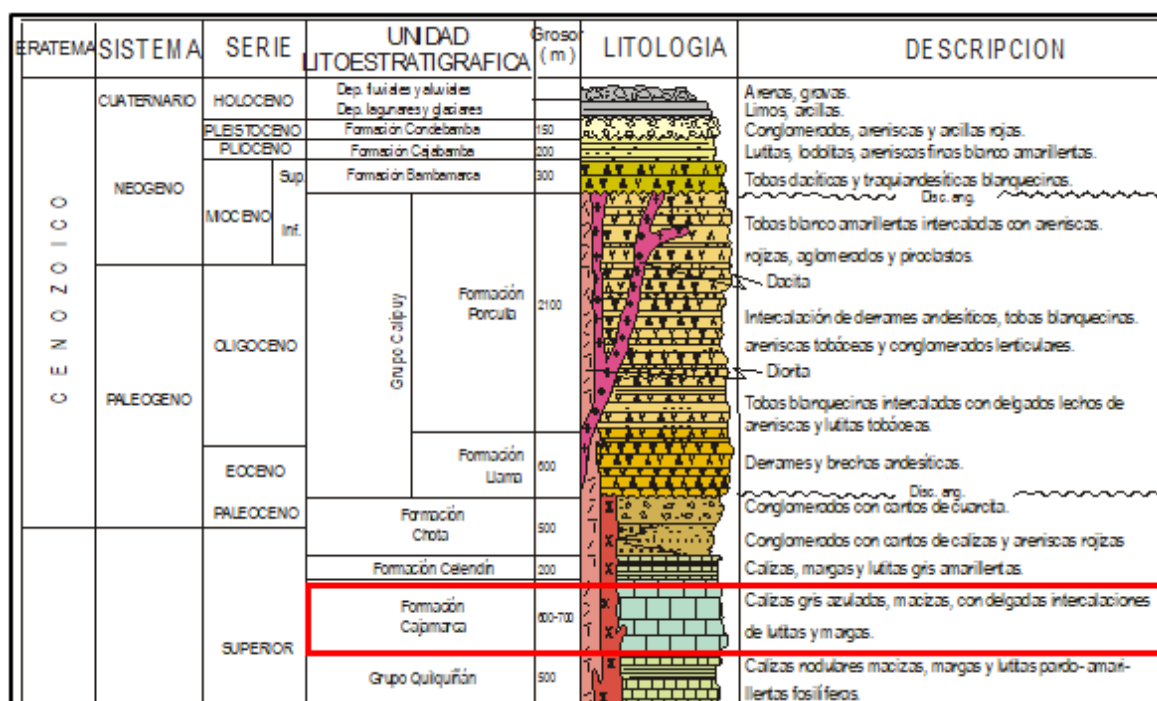 ERATEMA SISTEMA SERIE UNIDAD LITOESTRATIGRAFICA Grosor (m) LITOLOGIA DESCRIPCION
CENOZOICO
CUATERNARIO HOLOCENO Dep. fluviales y aluviales Arenas, gravas.
Dep. lagunares y glaciares Limos, arcillas.
PLEISTOCENO Formación Condebamba 150 Conglomerados, areniscas y arcillas rojas.
NEOGENO
PLIOCENO Formación Cajabamba 200 Lutitas, lodolitas, areniscas finas blanco amarillentas.
MIOCENO
Sup. Formación Bambamarca 300 Tobas dacíticas y traquiandesíticas blanquecinas.
Disc. ang.
Inf. Tobas blanco amarillentas intercaladas con areniscas.
rojizas, aglomerados y piroclastos.
Dacita
PALEOGENO
OLIGOCENO
Grupo Calipuy
Formación Porculla 2100
Intercalación de derrames andesíticos, tobas blanquecinas.
areniscas tobáceas y conglomerados lenticulares.
Diorita
Tobas blanquecinas intercaladas con delgados lechos de
areniscas y lutitas tobáceas.
EOCENO Formación Llama 600 Derrames y brechas andesíticas.
Disc. ang.
PALEOCENO Conglomerados con cantos de cuarcita.
Formación Chota 500 Conglomerados con cantos de calizas y areniscas rojizas
Formación Celendín 200 Calizas, margas y lutitas gris amarillentas.
SUPERIOR
Formación Cajamarca 600-700 Calizas gris azuladas, macizas, con delgadas intercalaciones
de lutitas y margas.
Grupo Quilquiñán 500 Calizas nodulares macizas, margas y lutitas pardo-amari-
llentas fosilíferas.